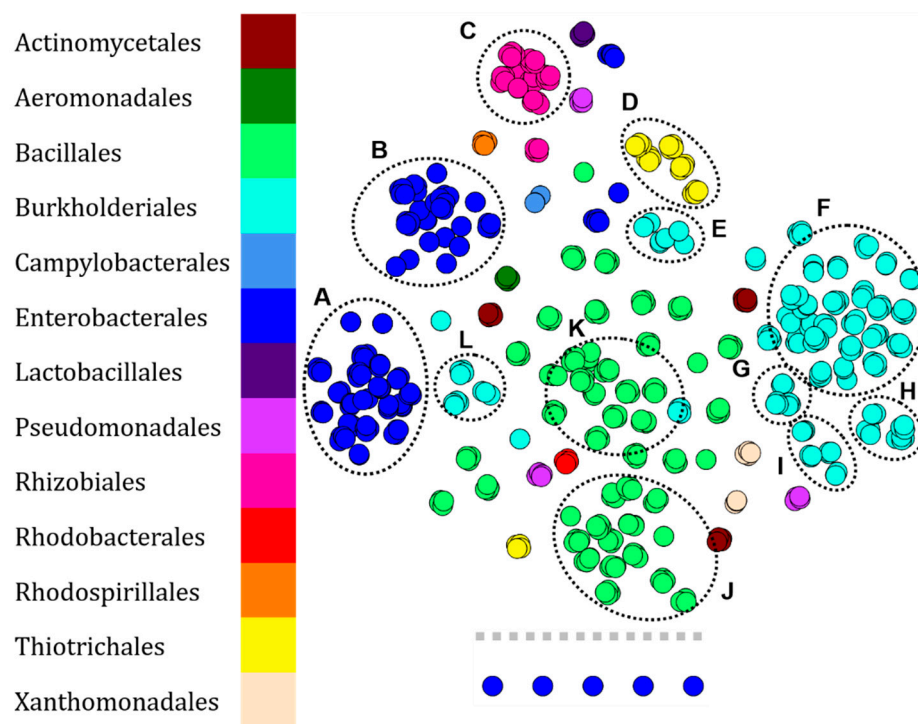 Actinomycetales
Aeromonadales
Bacillales
Burkholderiales
Campylobacterales
Enterobacterales
Lactobacillales
Pseudomonadales
Rhizobiales
Rhodobacterales
Rhodospirillales
Thiotrichales
Xanthomonadales
C
D
B
E
F
A
L
K
G
H
I
J